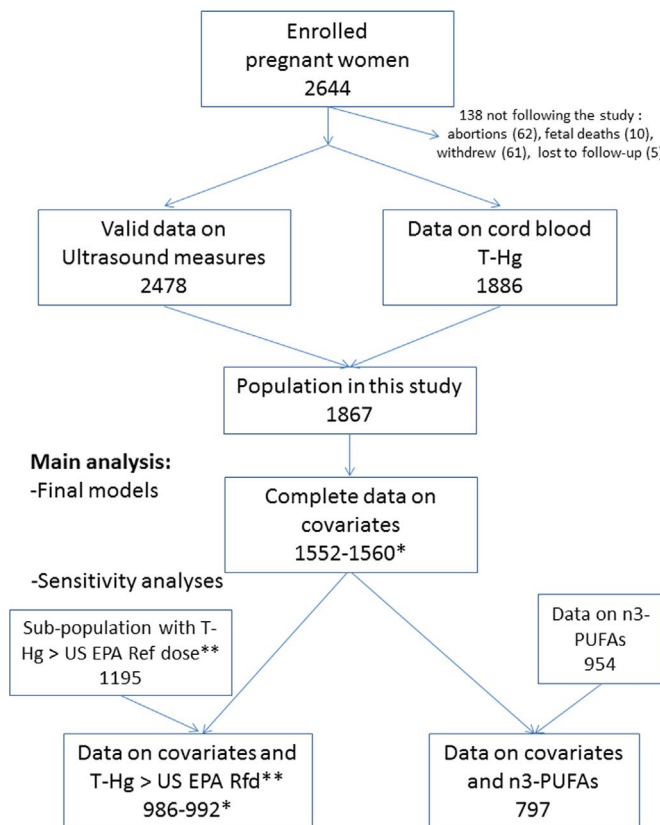 Enrolled
pregnant women
2644
138 not following the study :
abortions (62), fetal deaths (10),
withdrew (61), lost to follow-up (5)
Valid data on
Ultrasound measures
2478
Data on cord blood
T-Hg
1886
Population in this study
1867
Main analysis:
-Final models
Complete data on
covariates
1552-1560*
-Sensitivity analyses
Sub-population with T-
Hg > US EPA Ref dose**
1195
Data on n3-
PUFAs
954
Data on covariates and
T-Hg > US EPA Rfd**
986-992*
Data on covariates
and n3-PUFAs
797